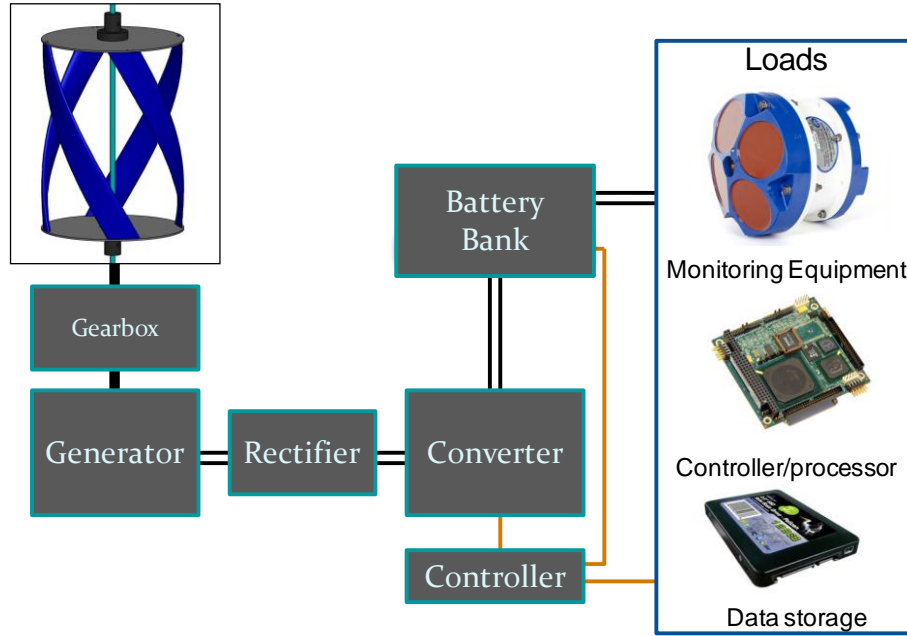 Loads
Battery
Bank
Monitoring Equipment
Gearbox
Generator
Rectifier
Converter
Controller/processor
Controller
Data storage